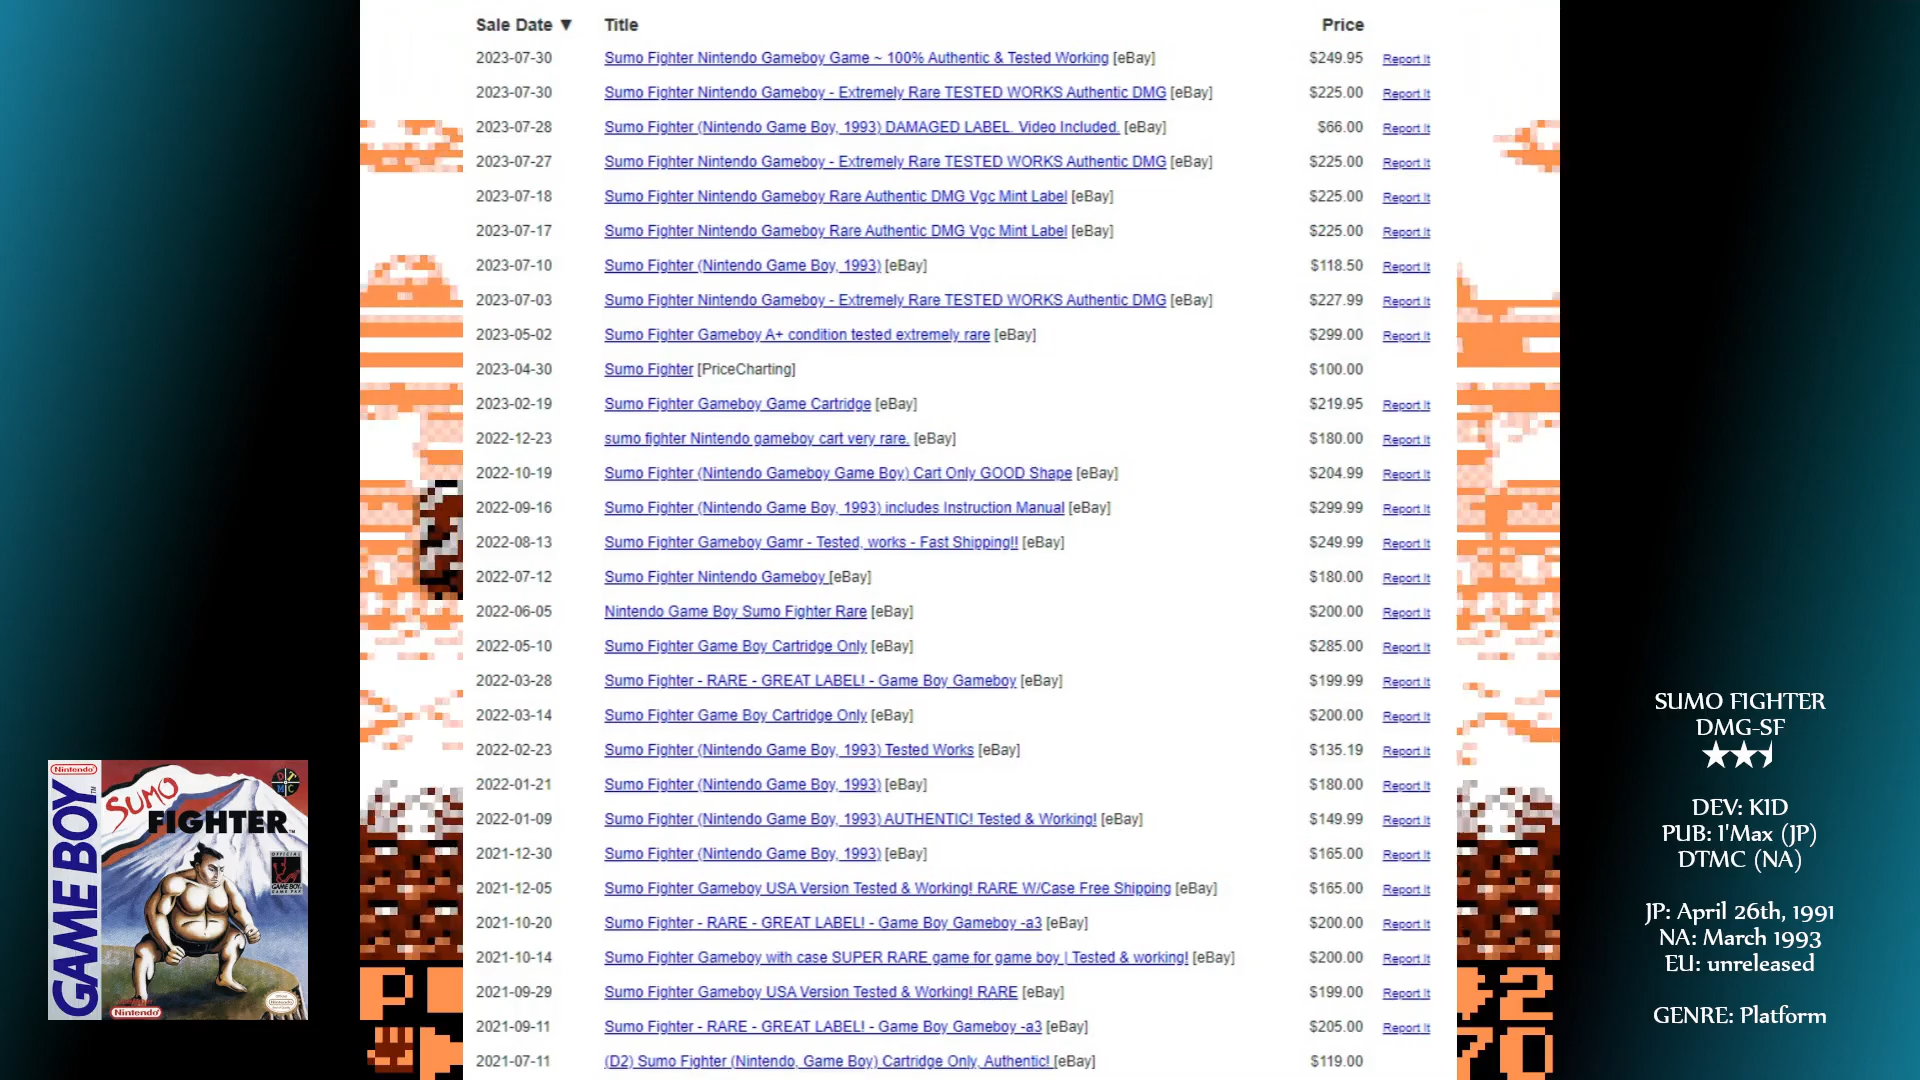 Sale Date ▼ Title Price
2023-07-30 Sumo Fighter Nintendo Gameboy Game ~ 100% Authentic & Tested Working [eBay] $249.95 Report It
2023-07-30 Sumo Fighter Nintendo Gameboy - Extremely Rare TESTED WORKS Authentic DMG [eBay] $225.00 Report It
2023-07-28 Sumo Fighter (Nintendo Game Boy, 1993) DAMAGED LABEL. Video Included. [eBay] $66.00 Report It
2023-07-27 Sumo Fighter Nintendo Gameboy - Extremely Rare TESTED WORKS Authentic DMG [eBay] $225.00 Report It
2023-07-18 Sumo Fighter Nintendo Gameboy Rare Authentic DMG Vgc Mint Label [eBay] $225.00 Report It
2023-07-17 Sumo Fighter Nintendo Gameboy Rare Authentic DMG Vgc Mint Label [eBay] $225.00 Report It
2023-07-10 Sumo Fighter (Nintendo Game Boy, 1993) [eBay] $118.50 Report It
2023-07-03 Sumo Fighter Nintendo Gameboy - Extremely Rare TESTED WORKS Authentic DMG [eBay] $227.99 Report It
2023-05-02 Sumo Fighter Gameboy A+ condition tested extremely rare [eBay] $299.00 Report It
2023-04-30 Sumo Fighter [PriceCharting] $100.00
2023-02-19 Sumo Fighter Gameboy Game Cartridge [eBay] $219.95 Report It
2022-12-23 sumo fighter Nintendo gameboy cart very rare. [eBay] $180.00 Report It
2022-10-19 Sumo Fighter (Nintendo Gameboy Game Boy) Cart Only GOOD Shape [eBay] $204.99 Report It
2022-09-16 Sumo Fighter (Nintendo Game Boy, 1993) includes Instruction Manual [eBay] $299.99 Report It
2022-08-13 Sumo Fighter Gameboy Gamr - Tested, works - Fast Shipping!! [eBay] $249.99 Report It
2022-07-12 Sumo Fighter Nintendo Gameboy [eBay] $180.00 Report It
2022-06-05 Nintendo Game Boy Sumo Fighter Rare [eBay] $200.00 Report It
2022-05-10 Sumo Fighter Game Boy Cartridge Only [eBay] $285.00 Report It
2022-03-28 Sumo Fighter - RARE - GREAT LABEL! - Game Boy Gameboy [eBay] $199.99 Report It
2022-03-14 Sumo Fighter Game Boy Cartridge Only [eBay] $200.00 Report It
2022-02-23 Sumo Fighter (Nintendo Game Boy, 1993) Tested Works [eBay] $135.19 Report It
2022-01-21 Sumo Fighter (Nintendo Game Boy, 1993) [eBay] $180.00 Report It
2022-01-09 Sumo Fighter (Nintendo Game Boy, 1993) AUTHENTIC! Tested & Working! [eBay] $149.99 Report It
2021-12-30 Sumo Fighter (Nintendo Game Boy, 1993) [eBay] $165.00 Report It
2021-12-05 Sumo Fighter Gameboy USA Version Tested & Working! RARE W/Case Free Shipping [eBay] $165.00 Report It
2021-10-20 Sumo Fighter - RARE - GREAT LABEL! - Game Boy Gameboy -a3 [eBay] $200.00 Report It
2021-10-14 Sumo Fighter Gameboy with case SUPER RARE game for game boy | Tested & working! [eBay] $200.00 Report It
2021-09-29 Sumo Fighter Gameboy USA Version Tested & Working! RARE [eBay] $199.00 Report It
2021-09-11 Sumo Fighter - RARE - GREAT LABEL! - Game Boy Gameboy -a3 [eBay] $205.00 Report It
2021-07-11 (D2) Sumo Fighter (Nintendo, Game Boy) Cartridge Only, Authentic! [eBay] $119.00
Nintendo
GAME BOY
TM
SUMO
FIGHTER
DTMC
OFFICIAL
GAME BOY
Nintendo
P
2
70
SUMO FIGHTER
DMG-SF
★★⯨
DEV: KID
PUB: I'Max (JP)
DTMC (NA)
JP: April 26th, 1991
NA: March 1993
EU: unreleased
GENRE: Platform